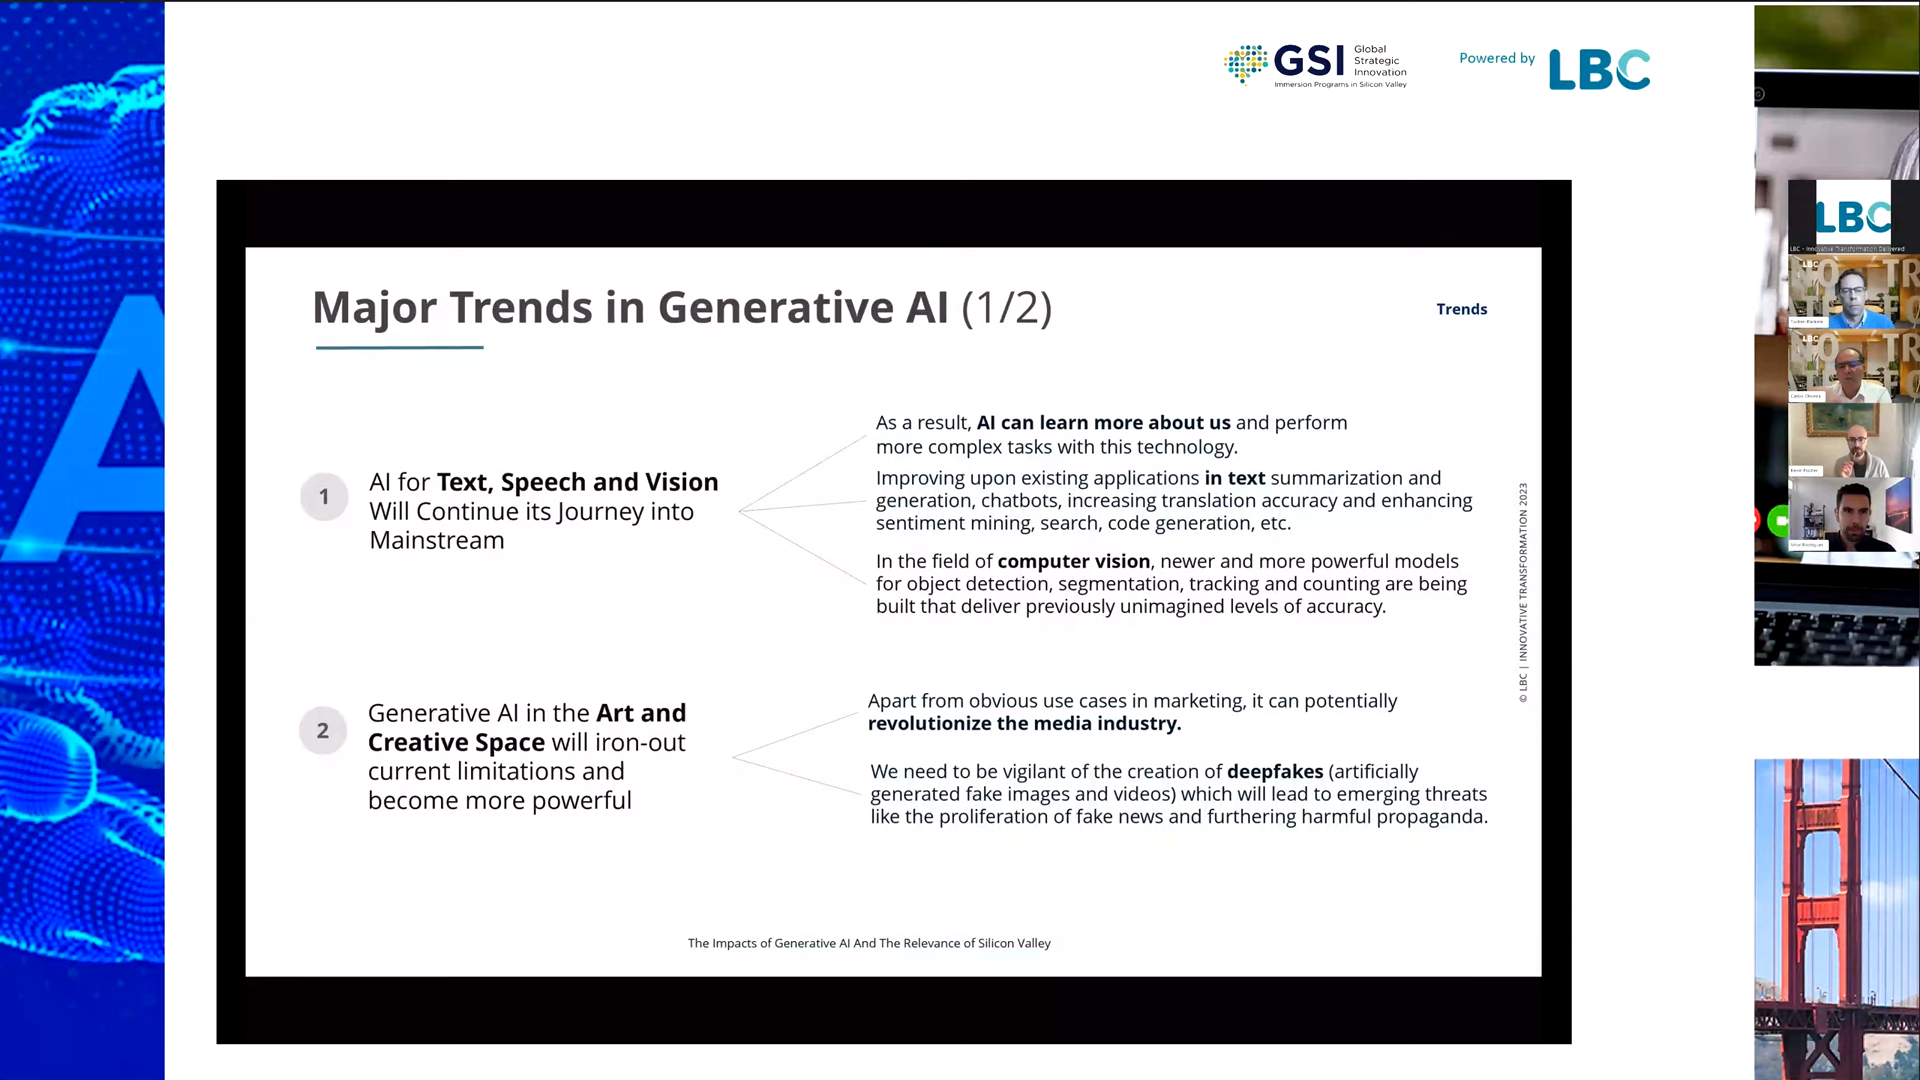 GSI
Global
Strategic
Innovation
Immersion Programs in Silicon Valley
Powered by
LBC
Major Trends in Generative AI (1/2)
Trends
1
AI for Text, Speech and Vision
Will Continue its Journey into
Mainstream
As a result, AI can learn more about us and perform
more complex tasks with this technology.
Improving upon existing applications in text summarization and
generation, chatbots, increasing translation accuracy and enhancing
sentiment mining, search, code generation, etc.
In the field of computer vision, newer and more powerful models
for object detection, segmentation, tracking and counting are being
built that deliver previously unimagined levels of accuracy.
2
Generative AI in the Art and
Creative Space will iron-out
current limitations and
become more powerful
Apart from obvious use cases in marketing, it can potentially
revolutionize the media industry.
We need to be vigilant of the creation of deepfakes (artificially
generated fake images and videos) which will lead to emerging threats
like the proliferation of fake news and furthering harmful propaganda.
© LBC | INNOVATIVE TRANSFORMATION 2023
The Impacts of Generative AI And The Relevance of Silicon Valley
LBC
LBC - Innovative Transformation Delivered
LBC
LBC
A